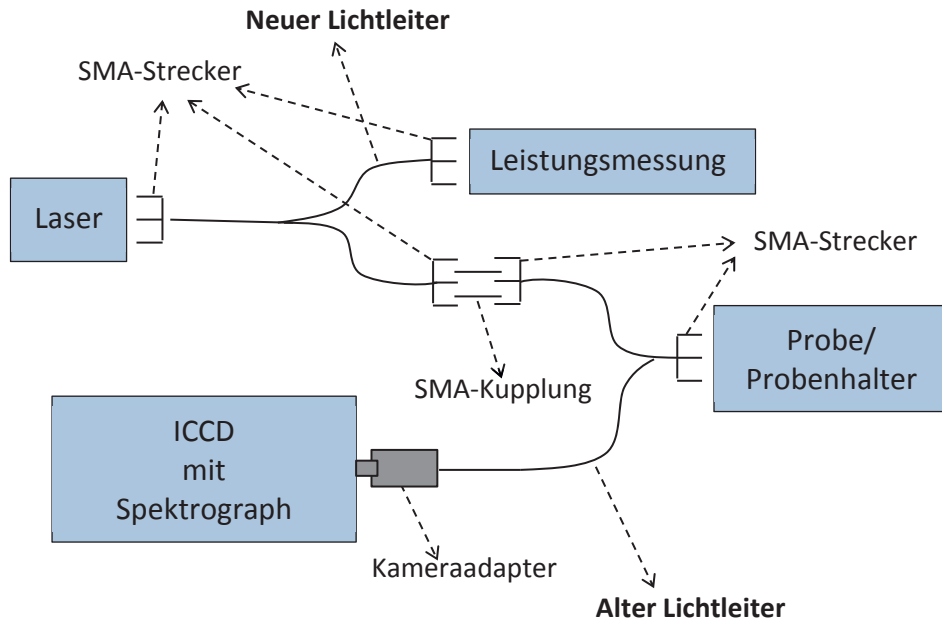 Neuer Lichtleiter
SMA-Strecker
Leistungsmessung
Laser
SMA-Strecker
Probe/
Probenhalter
SMA-Kupplung
ICCD
mit
Spektrograph
Kameraadapter
Alter Lichtleiter